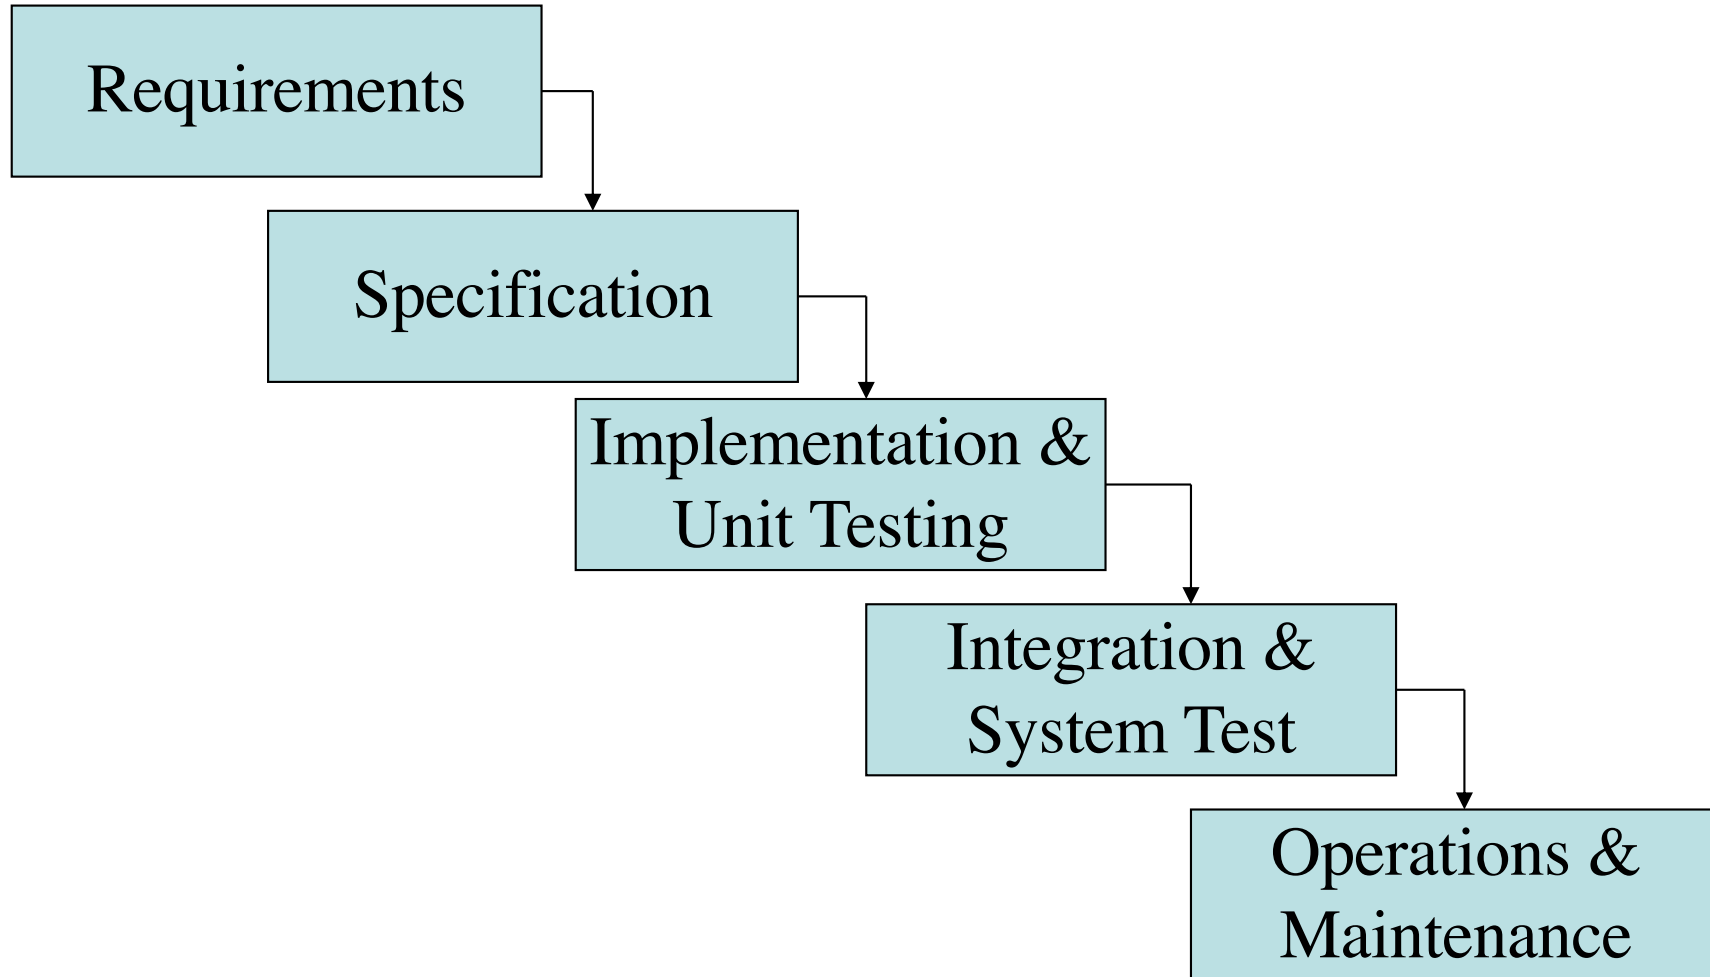 Requirements
Specification
Implementation &
Unit Testing
Integration &
System Test
Operations &
Maintenance